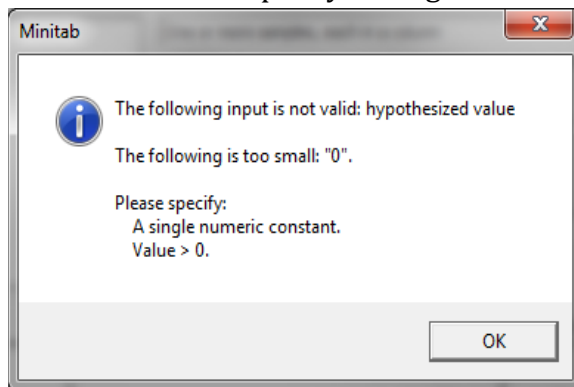 Minitab
X
The following input is not valid: hypothesized value
The following is too small: "0".
Please specify:
A single numeric constant.
Value > 0.
OK